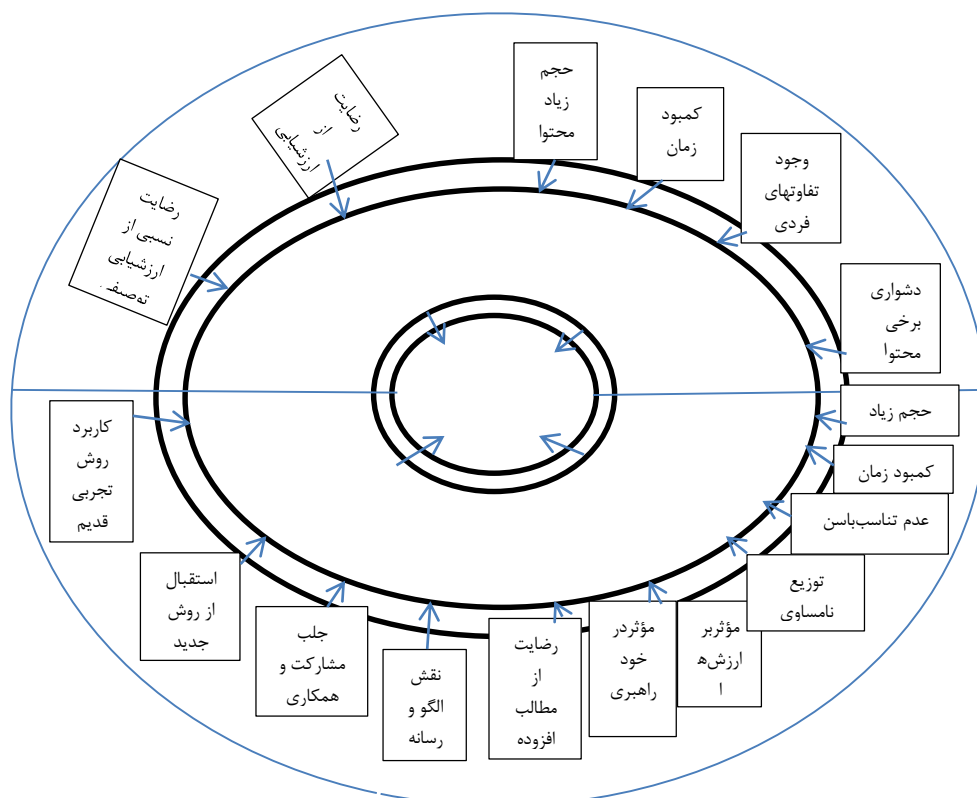 حجم
زیاد
محتوا
کمبود
زمان
وجود
تفاوتهای
فردی
دشواری
برخی
محتوا
حجم زیاد
کمبود زمان
عدم تناسب‌باسن
توزیع
نامساوی
مؤثربر
ارزش‌ه
ا
مؤثردر
خود
راهبری
رضایت
از
مطالب
افزوده
نقش
الگو و
رسانه
جلب
مشارکت و
همکاری
استقبال
از روش
جدید
کاربرد
روش
تجربی
قدیم
رضایت
نسبی از
ارزشیابی
رضایت
از
ارزشیابی